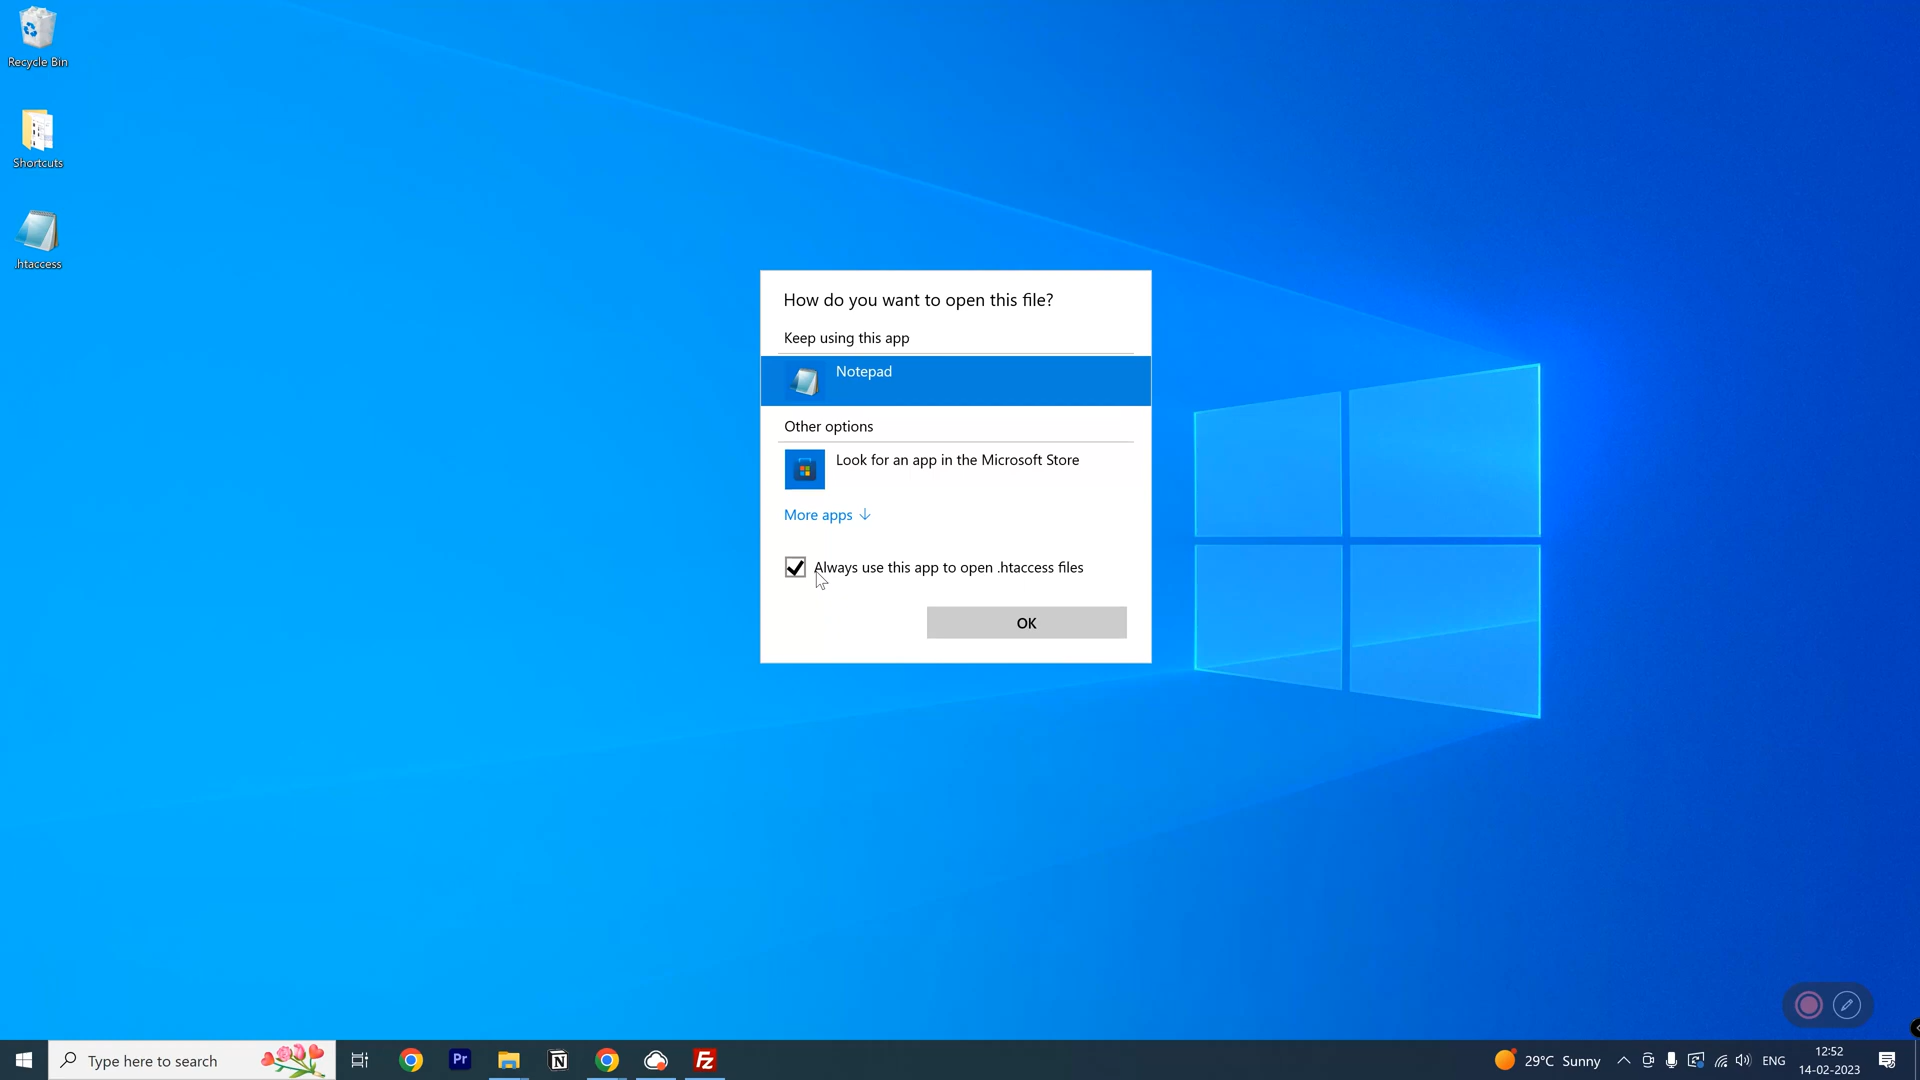 Recycle Bin
Shortcuts
.htaccess
How do you want to open this file?
Keep using this app
Notepad
Other options
Look for an app in the Microsoft Store
More apps
Always use this app to open .htaccess files
OK
Type here to search
Pr
N
FZ
29°C Sunny
ENG
12:52
14-02-2023